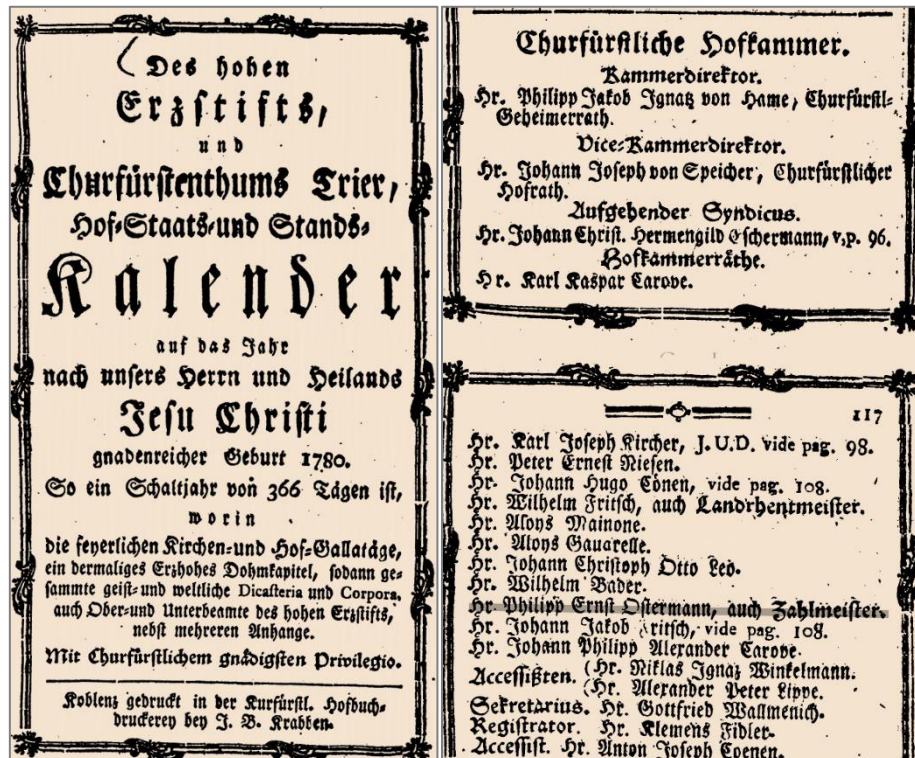 Des hohen
Erzstifts,
und
Churfürstenthums Trier,
Hof-Staats-und Stands-
Kalender
auf das Jahr
nach unsers Herrn und Heilands
Jesu Christi
gnadenreicher Geburt 1780.
So ein Schaltjahr von 366 Tägen ist,
worin
die feyerlichen Kirchen-und Hof-Gallatäge,
ein dermaliges Erzhohes Dohmkapitel, sodann ge-
sammte geist-und weltliche Dicasteria und Corpora,
auch Ober-und Unterbeamte des hohen Erzstifts,
nebst mehreren Anhange.
Mit Churfürstlichem gnädigsten Privilegio.
Koblenz gedruckt in der Kurfürstl. Hofbuch-
druckerey bey J. B. Krabben.
Churfürstliche Hofkammer.
Kammerdirektor.
Hr. Philipp Jakob Ignatz von Hame, Churfürstl-
Geheimerrath.
Vice-Kammerdirektor.
Hr. Johann Joseph von Speicher, Churfürstlicher
Hofrath.
Aufgehender Syndicus.
Hr. Johann Christ. Hermengild Eschermann, v.p. 96.
Hofkammerräthe.
Hr. Karl Kaspar Carove.
117
Hr. Karl Joseph Kircher, J.U.D. vide pag. 98.
Hr. Peter Ernest Niesen.
Hr. Johann Hugo Cönen, vide pag. 108.
Hr. Wilhelm Fritsch, auch Landrhentmeister.
Hr. Aloys Mainone.
Hr. Aloys Gauarelle.
Hr. Johann Christoph Otto Leo.
Hr. Wilhelm Bader.
Hr. Philipp Ernst Ostermann, auch Zahlmeister.
Hr. Johann Jakob Fritsch, vide pag. 108.
Hr. Johann Philipp Alexander Carove.
Accessisten. (Hr. Niklas Ignaz Winkelmann.
(Hr. Alexander Peter Lippe.
Sekretarius. Hr. Gottfried Wallmenich.
Registrator. Hr. Klemens Fidler.
Accessist. Hr. Anton Joseph Coenen.